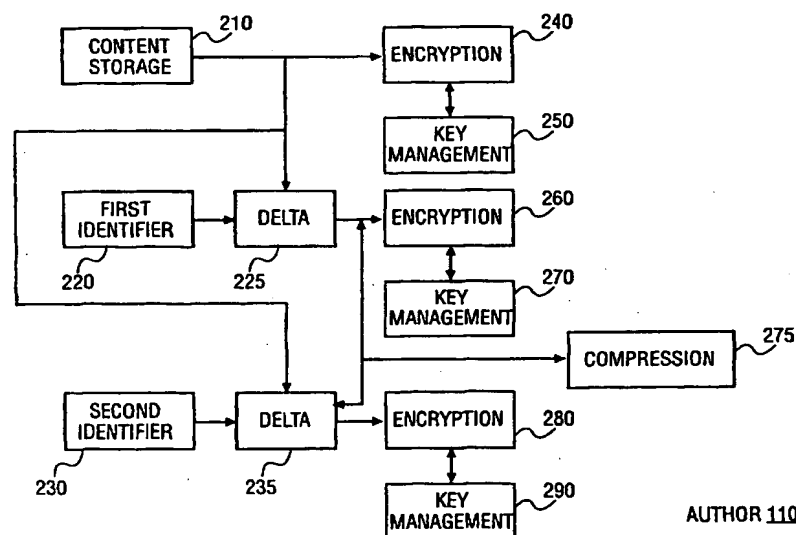 210
CONTENT
STORAGE
240
ENCRYPTION
250
KEY
MANAGEMENT
FIRST
IDENTIFIER
220
DELTA
225
260
ENCRYPTION
270
KEY
MANAGEMENT
275
COMPRESSION
SECOND
IDENTIFIER
230
DELTA
235
ENCRYPTION
280
KEY
MANAGEMENT
290
AUTHOR 110